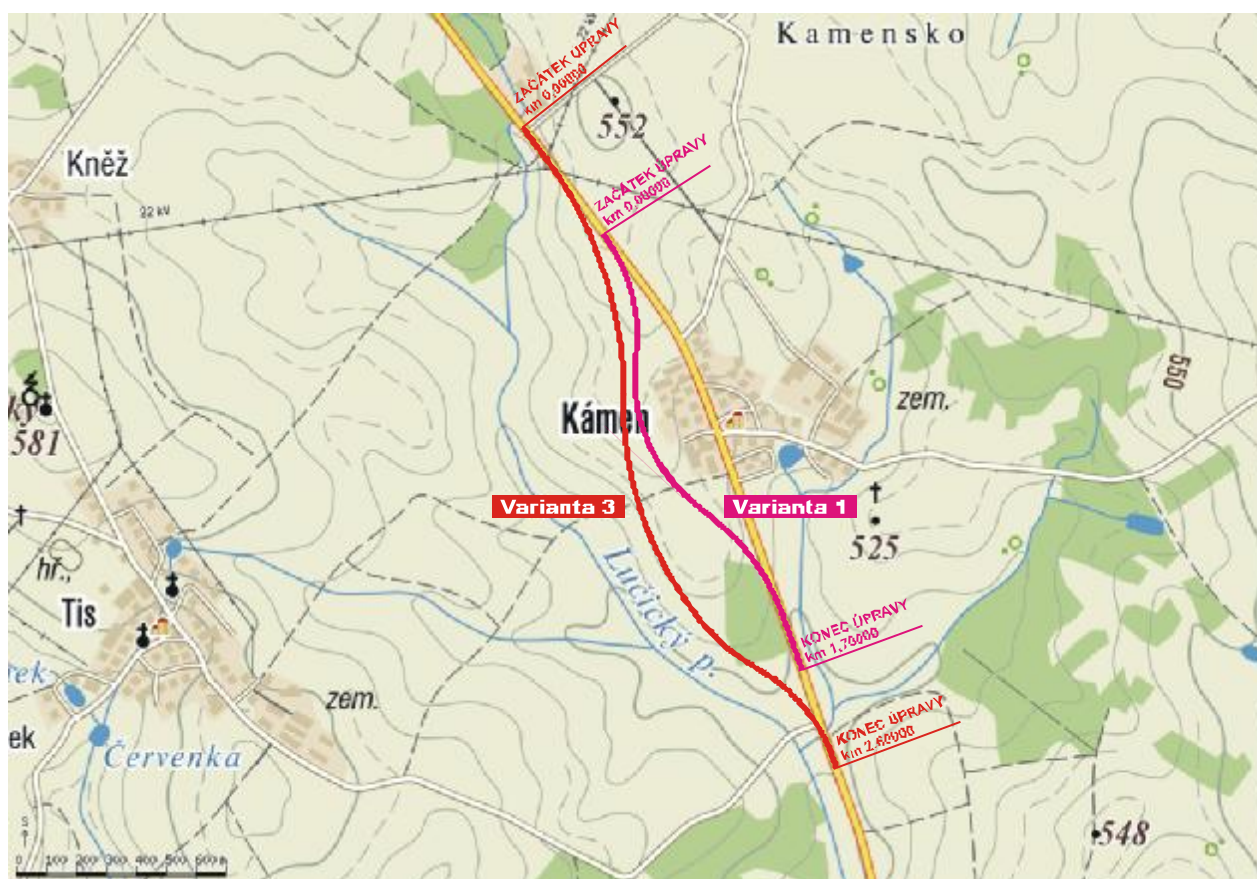 Kamensko
ZAČÁTEK ÚPRAVY
km 0,00000
22 kV
552
Kněž
ZAČÁTEK ÚPRAVY
km 0,00000
22 kV
550
zem.
Kámen
581
Varianta 3
Varianta 1
525
hř.,
Tis
Lučický p.
KONEC ÚPRAVY
km 1,70000
zem.
KONEC ÚPRAVY
km 2,60000
Červenka
548
S
0 100 200 300 400 500 600 m